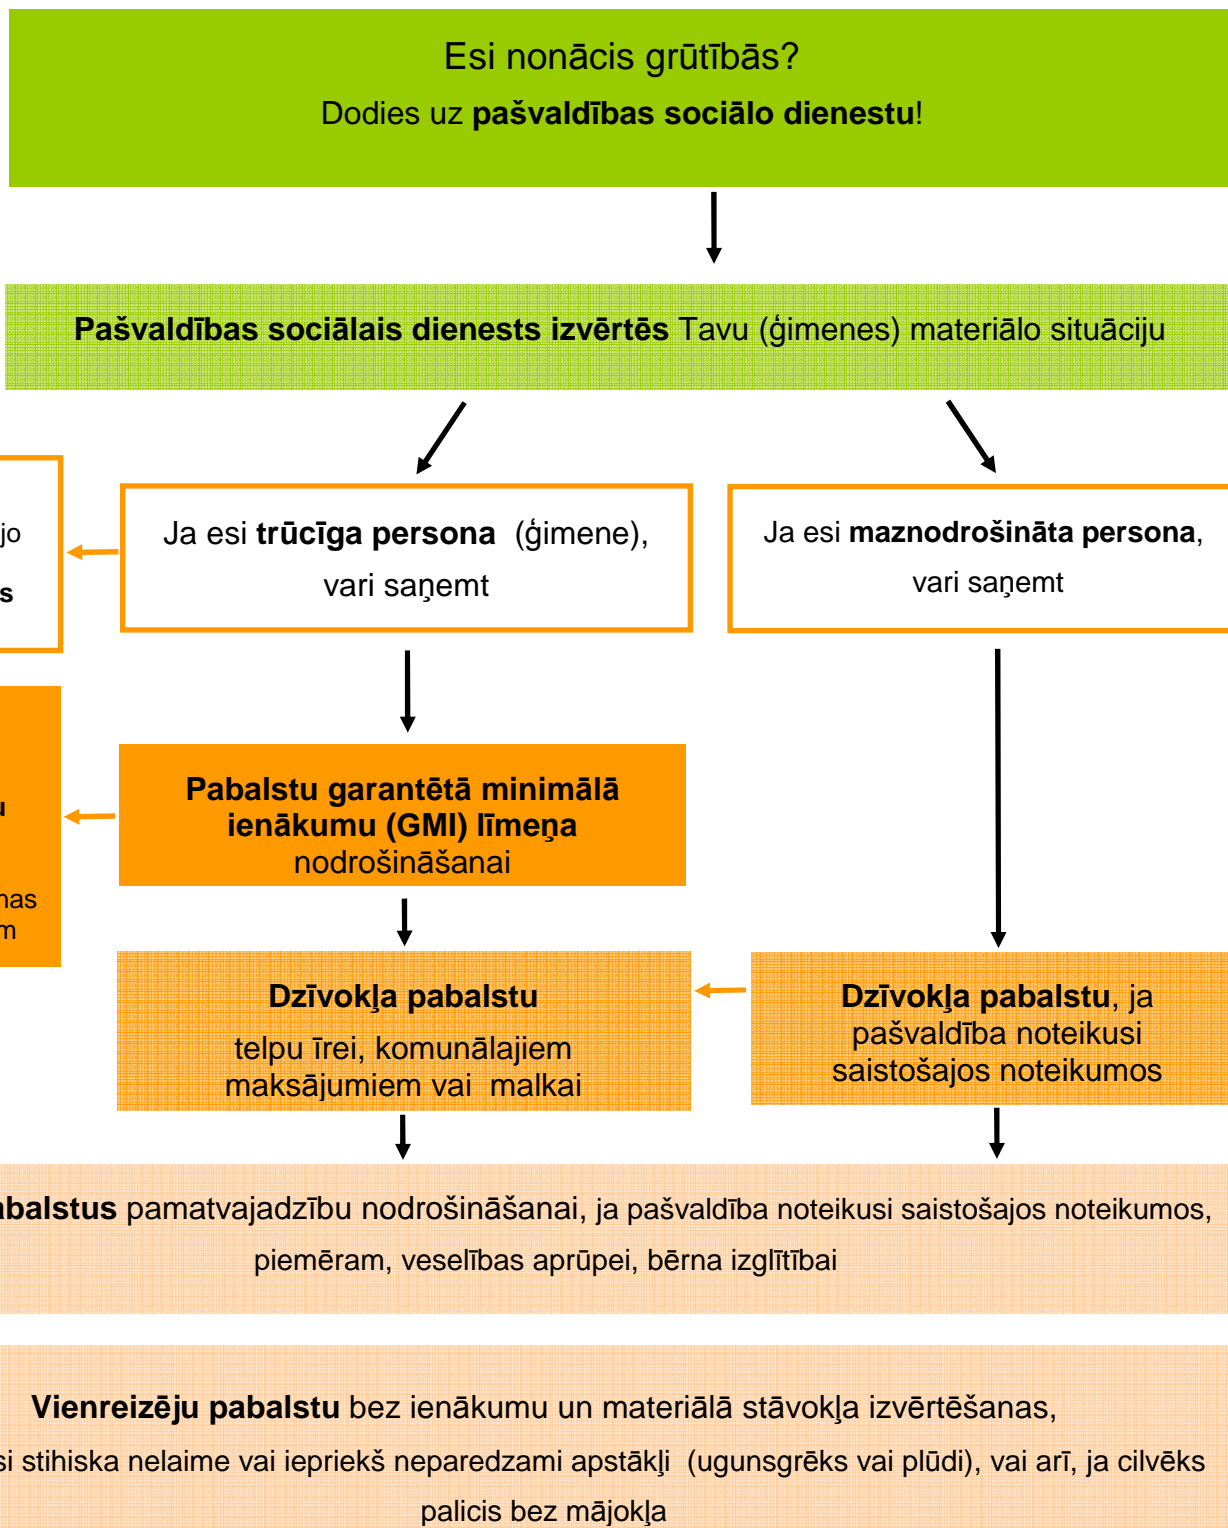 Esi nonācis grūtībās?
Dodies uz pašvaldības sociālo dienestu!
Pašvaldības sociālais dienests izvērtēs Tavu (ģimenes) materiālo situāciju
Ja esi trūcīga persona (ģimene),
vari saņemt
Ja esi maznodrošināta persona,
vari saņemt
Pabalstu garantētā minimālā
ienākumu (GMI) līmeņa
nodrošināšanai
Dzīvokļa pabalstu
telpu īrei, komunālajiem
maksājumiem vai malkai
Dzīvokļa pabalstu, ja
pašvaldība noteikusi
saistošajos noteikumos
pamatvajadzību nodrošināšanai, ja pašvaldība noteikusi saistošajos noteikumos,
piemēram, veselības aprūpei, bērna izglītībai
Vienreizēju pabalstu bez ienākumu un materiālā stāvokļa izvērtēšanas,
stihiska nelaime vai iepriekš neparedzami apstākļi (ugunsgrēks vai plūdi), vai arī, ja cilvēks
palicis bez mājokļa